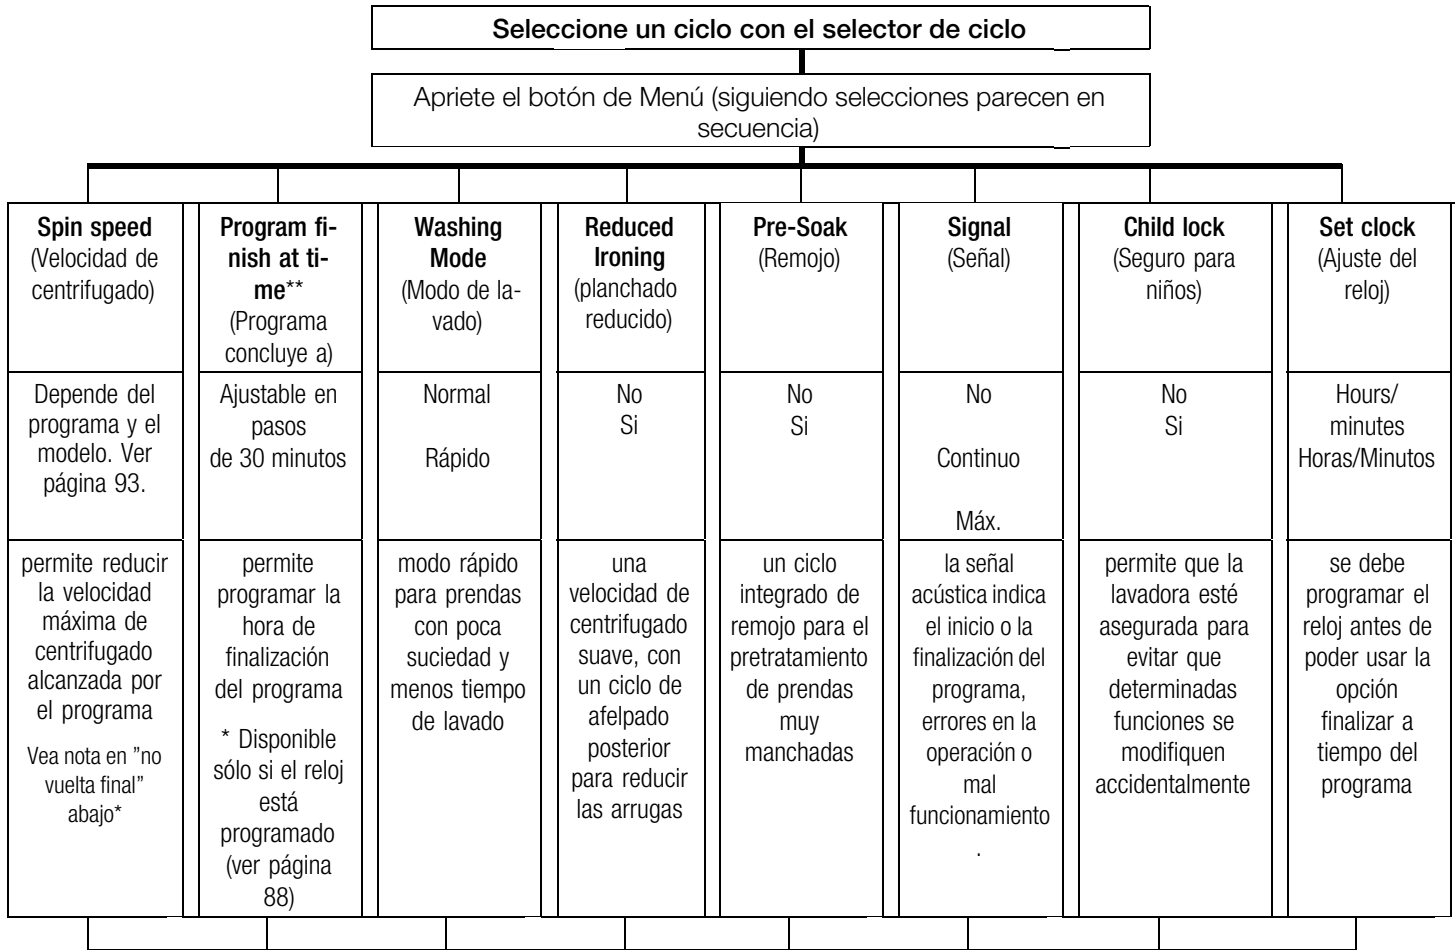 Seleccione un ciclo con el selector de ciclo
Apriete el botón de Menú (siguiendo selecciones parecen en
secuencia)
Spin speed
(Velocidad de
centrifugado)
Depende del
programa y el
modelo. Ver
página 93.
permite reducir
la velocidad
máxima de
centrifugado
alcanzada por
el programa
Vea nota en ”no
vuelta final”
abajo*
Program fi-
nish at ti-
me**
(Programa
concluye a)
Ajustable en
pasos
de 30 minutos
permite
programar la
hora de
finalización
del programa
* Disponible
sólo si el reloj
está
programado
(ver página
88)
Washing
Mode
(Modo de la-
vado)
Normal
Rápido
modo rápido
para prendas
con poca
suciedad y
menos tiempo
de lavado
Reduced
Ironing
(planchado
reducido)
No
Si
una
velocidad de
centrifugado
suave, con
un ciclo de
afelpado
posterior
para reducir
las arrugas
Pre-Soak
(Remojo)
No
Si
un ciclo
integrado de
remojo para el
pretratamiento
de prendas
muy
manchadas
Signal
(Señal)
No
Continuo
Máx.
la señal
acústica indica
el inicio o la
finalización del
programa,
errores en la
operación o
mal
funcionamiento
.
Child lock
(Seguro para
niños)
No
Si
permite que la
lavadora esté
asegurada para
evitar que
determinadas
funciones se
modifiquen
accidentalmente
Set clock
(Ajuste del
reloj)
Hours/
minutes
Horas/Minutos
se debe
programar el
reloj antes de
poder usar la
opción
finalizar a
tiempo del
programa